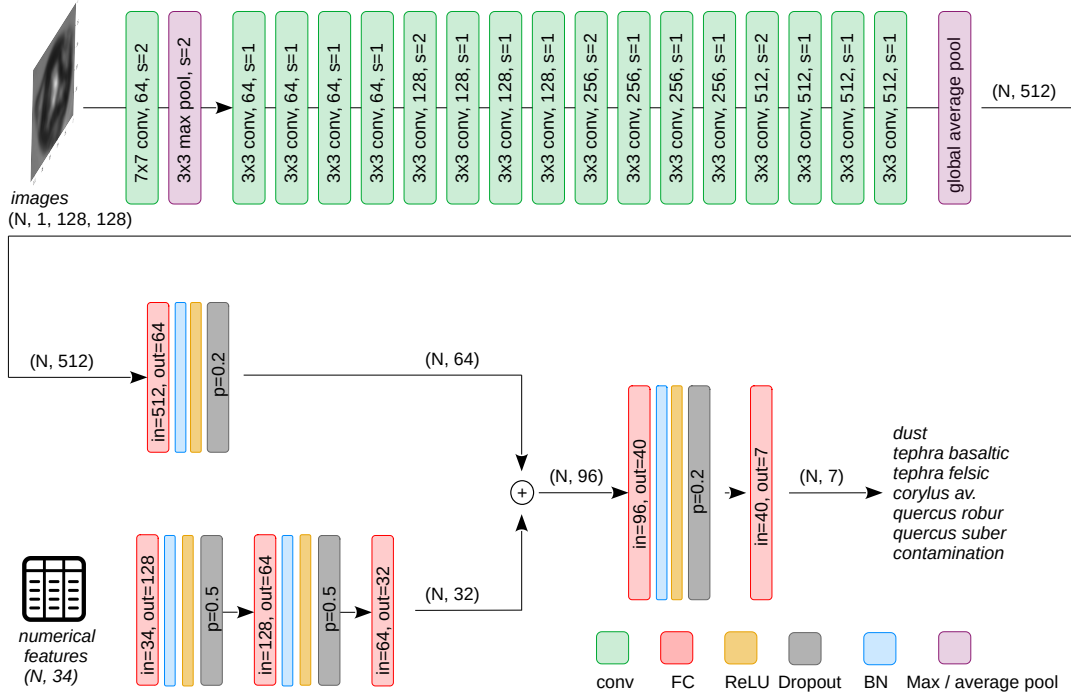 7x7 conv, 64, s=2
3x3 max pool, s=2
3x3 conv, 64, s=1
3x3 conv, 64, s=1
3x3 conv, 64, s=1
3x3 conv, 64, s=1
3x3 conv, 128, s=2
3x3 conv, 128, s=1
3x3 conv, 128, s=1
3x3 conv, 128, s=1
3x3 conv, 256, s=2
3x3 conv, 256, s=1
3x3 conv, 256, s=1
3x3 conv, 256, s=1
3x3 conv, 512, s=2
3x3 conv, 512, s=1
3x3 conv, 512, s=1
3x3 conv, 512, s=1
global average pool
(N, 512)
images
(N, 1, 128, 128)
(N, 512)
in=512, out=64
p=0.2
(N, 64)
numerical
features
(N, 34)
in=34, out=128
p=0.5
in=128, out=64
p=0.5
in=64, out=32
(N, 32)
+
(N, 96)
in=96, out=40
p=0.2
in=40, out=7
(N, 7)
dust
tephra basaltic
tephra felsic
corylus av.
quercus robur
quercus suber
contamination
conv
FC
ReLU
Dropout
BN
Max / average pool